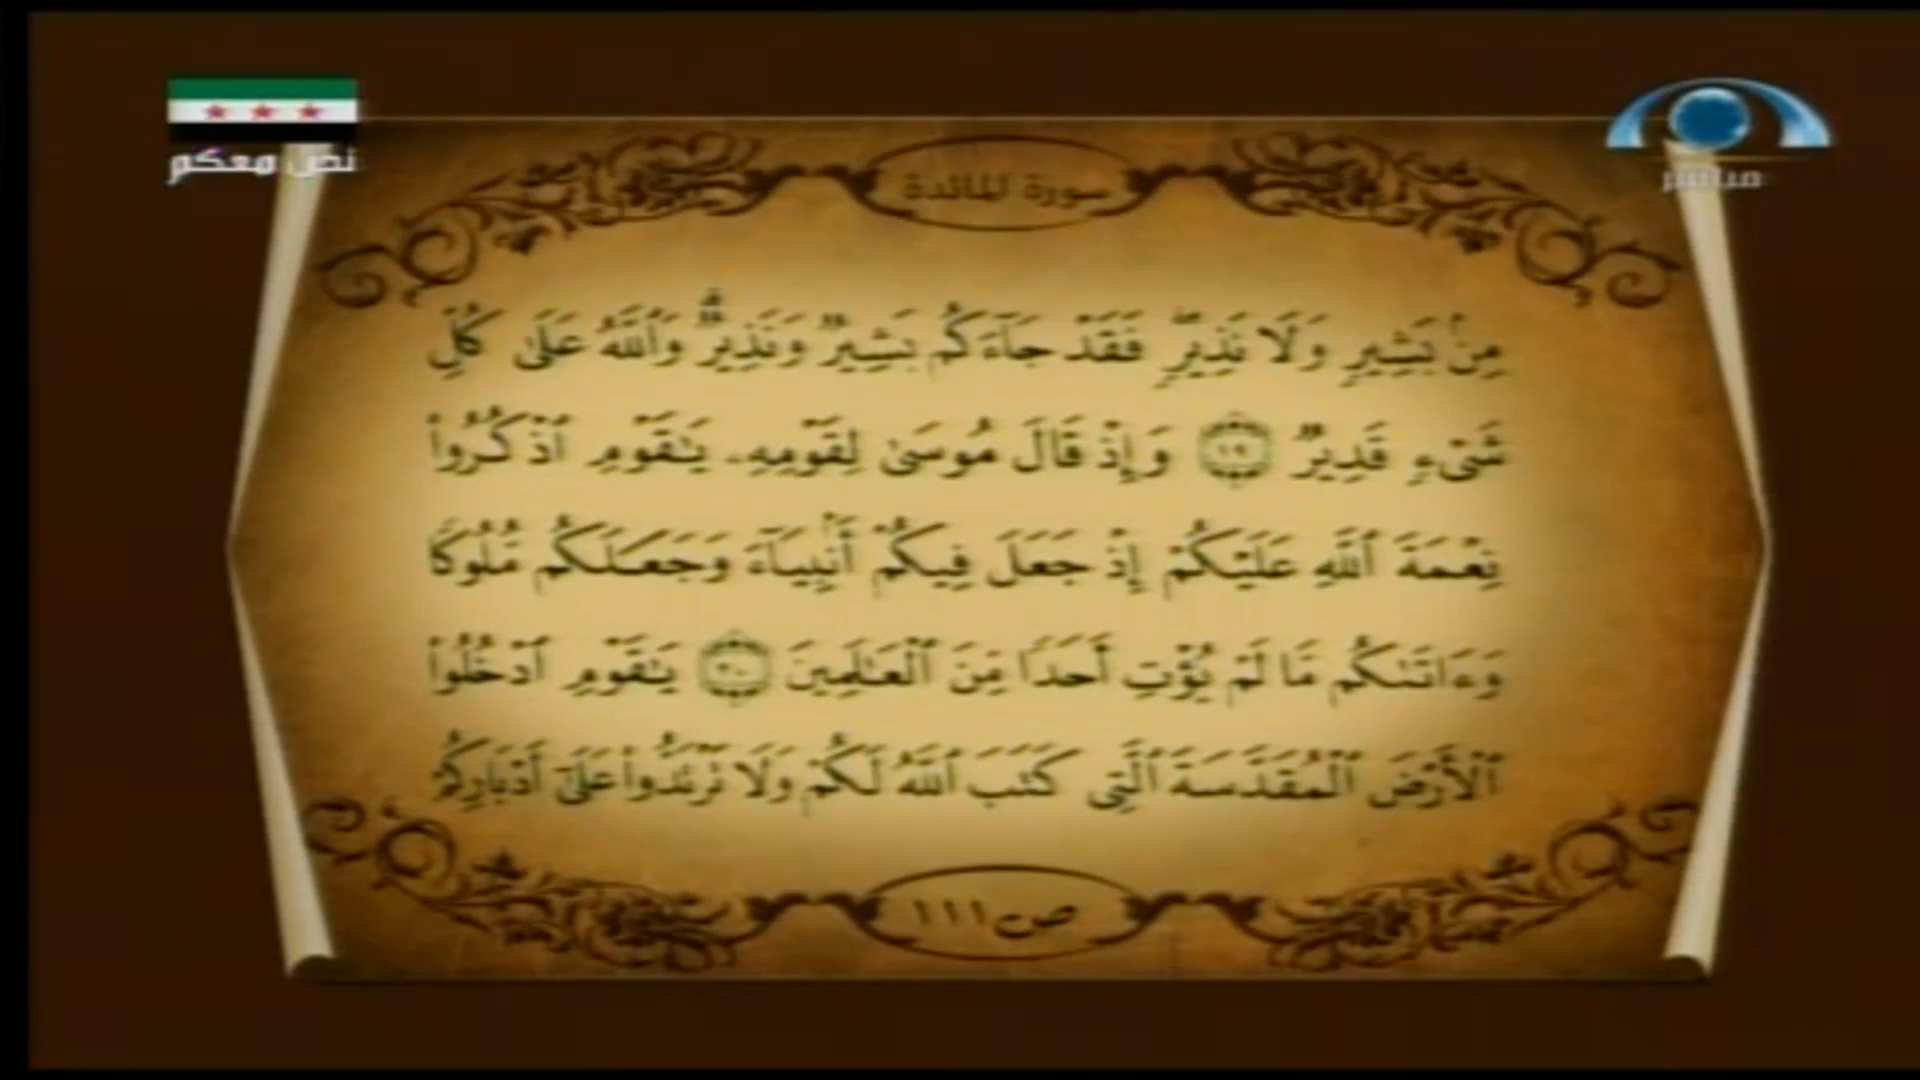 نحن معكم
مباشر
سورة المائدة
مِنۢ بَشِيرٍ وَلَا نَذِيرٍۖ فَقَدْ جَآءَكُم بَشِيرٌ وَنَذِيرٌۗ وَٱللَّهُ عَلَىٰ كُلِّ
شَىْءٍ قَدِيرٌ ١٩ وَإِذْ قَالَ مُوسَىٰ لِقَوْمِهِۦ يَـٰقَوْمِ ٱذْكُرُوا۟
نِعْمَةَ ٱللَّهِ عَلَيْكُمْ إِذْ جَعَلَ فِيكُمْ أَنۢبِيَآءَ وَجَعَلَكُم مُّلُوكًا
وَءَاتَىٰكُم مَّا لَمْ يُؤْتِ أَحَدًا مِّنَ ٱلْعَـٰلَمِينَ ٢٠ يَـٰقَوْمِ ٱدْخُلُوا۟
ٱلْأَرْضَ ٱلْمُقَدَّسَةَ ٱلَّتِى كَتَبَ ٱللَّهُ لَكُمْ وَلَا تَرْتَدُّوا۟ عَلَىٰٓ أَدْبَارِكُمْ
ص ١١١